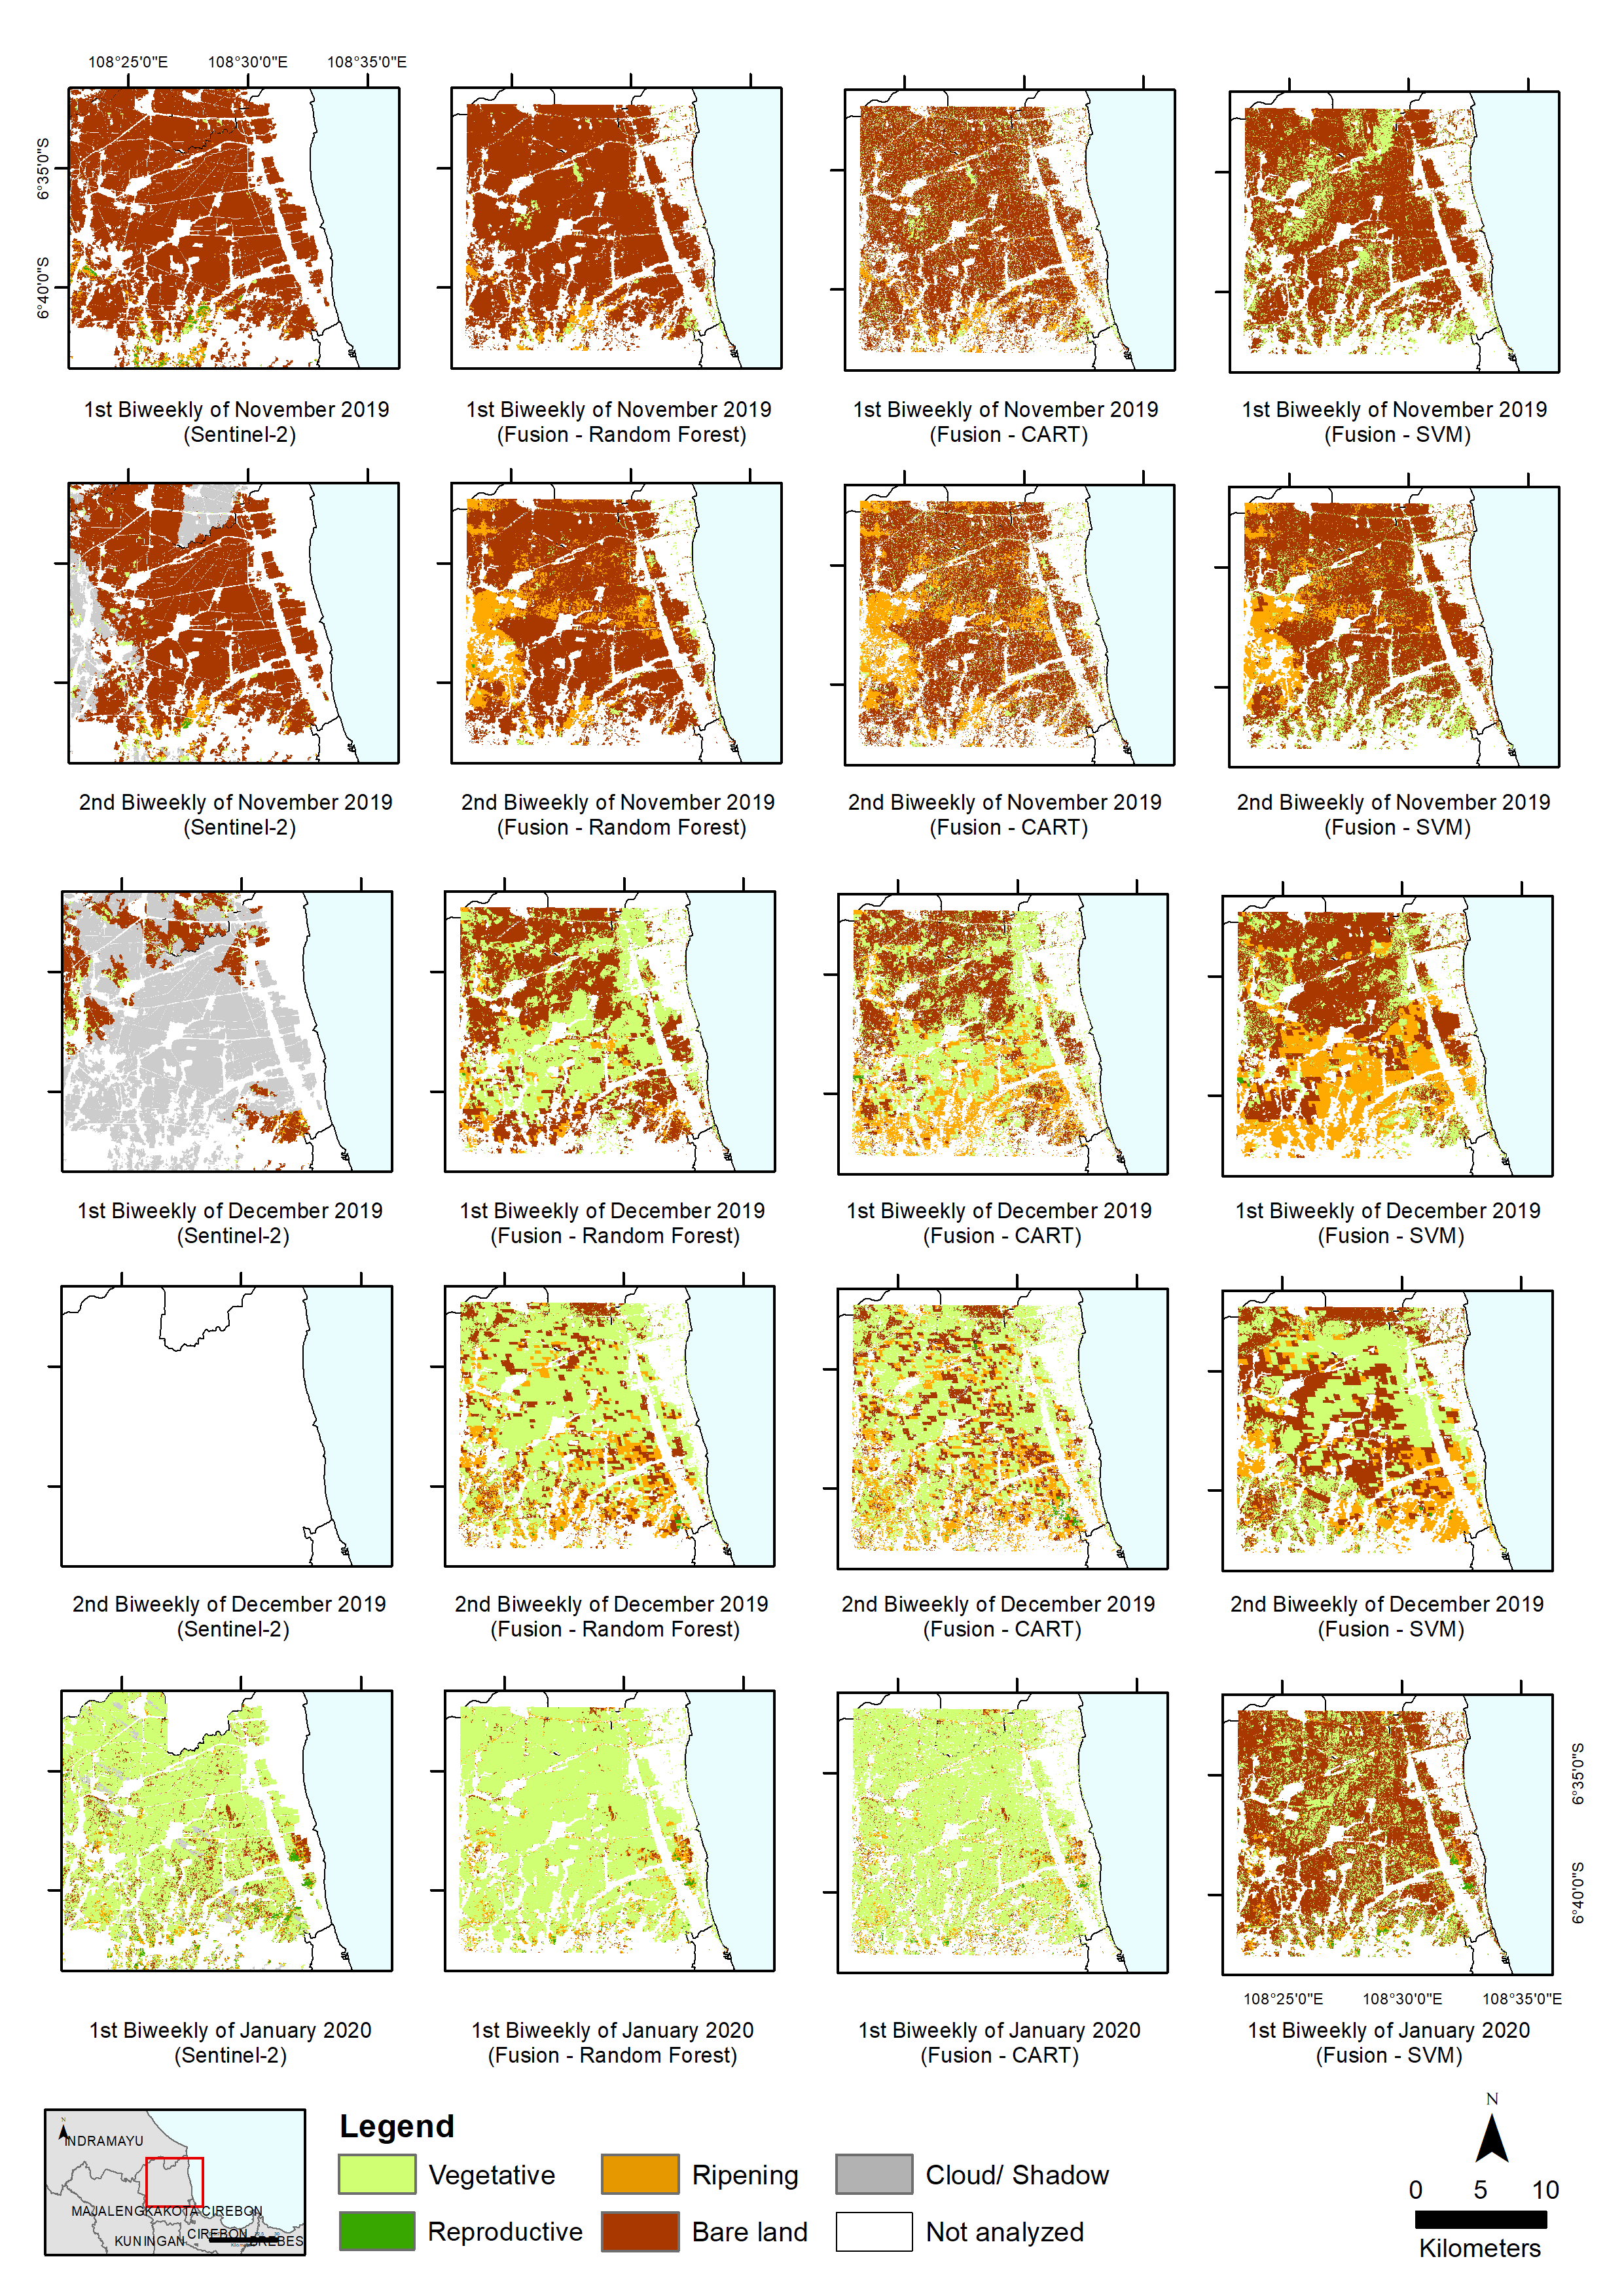 108°25'0"E 108°30'0"E 108°35'0"E
6°35'0"S
6°40'0"S
1st Biweekly of November 2019 (Sentinel-2)
1st Biweekly of November 2019 (Fusion - Random Forest)
1st Biweekly of November 2019 (Fusion - CART)
1st Biweekly of November 2019 (Fusion - SVM)
2nd Biweekly of November 2019 (Sentinel-2)
2nd Biweekly of November 2019 (Fusion - Random Forest)
2nd Biweekly of November 2019 (Fusion - CART)
2nd Biweekly of November 2019 (Fusion - SVM)
1st Biweekly of December 2019 (Sentinel-2)
1st Biweekly of December 2019 (Fusion - Random Forest)
1st Biweekly of December 2019 (Fusion - CART)
1st Biweekly of December 2019 (Fusion - SVM)
2nd Biweekly of December 2019 (Sentinel-2)
2nd Biweekly of December 2019 (Fusion - Random Forest)
2nd Biweekly of December 2019 (Fusion - CART)
2nd Biweekly of December 2019 (Fusion - SVM)
6°35'0"S
6°40'0"S
108°25'0"E 108°30'0"E 108°35'0"E
1st Biweekly of January 2020 (Sentinel-2)
1st Biweekly of January 2020 (Fusion - Random Forest)
1st Biweekly of January 2020 (Fusion - CART)
1st Biweekly of January 2020 (Fusion - SVM)
N
INDRAMAYU
MAJALENGKA KOTA CIREBON
CIREBON
KUNINGAN BREBES
Legend
Vegetative
Ripening
Cloud/ Shadow
Reproductive
Bare land
Not analyzed
N
0 5 10
Kilometers